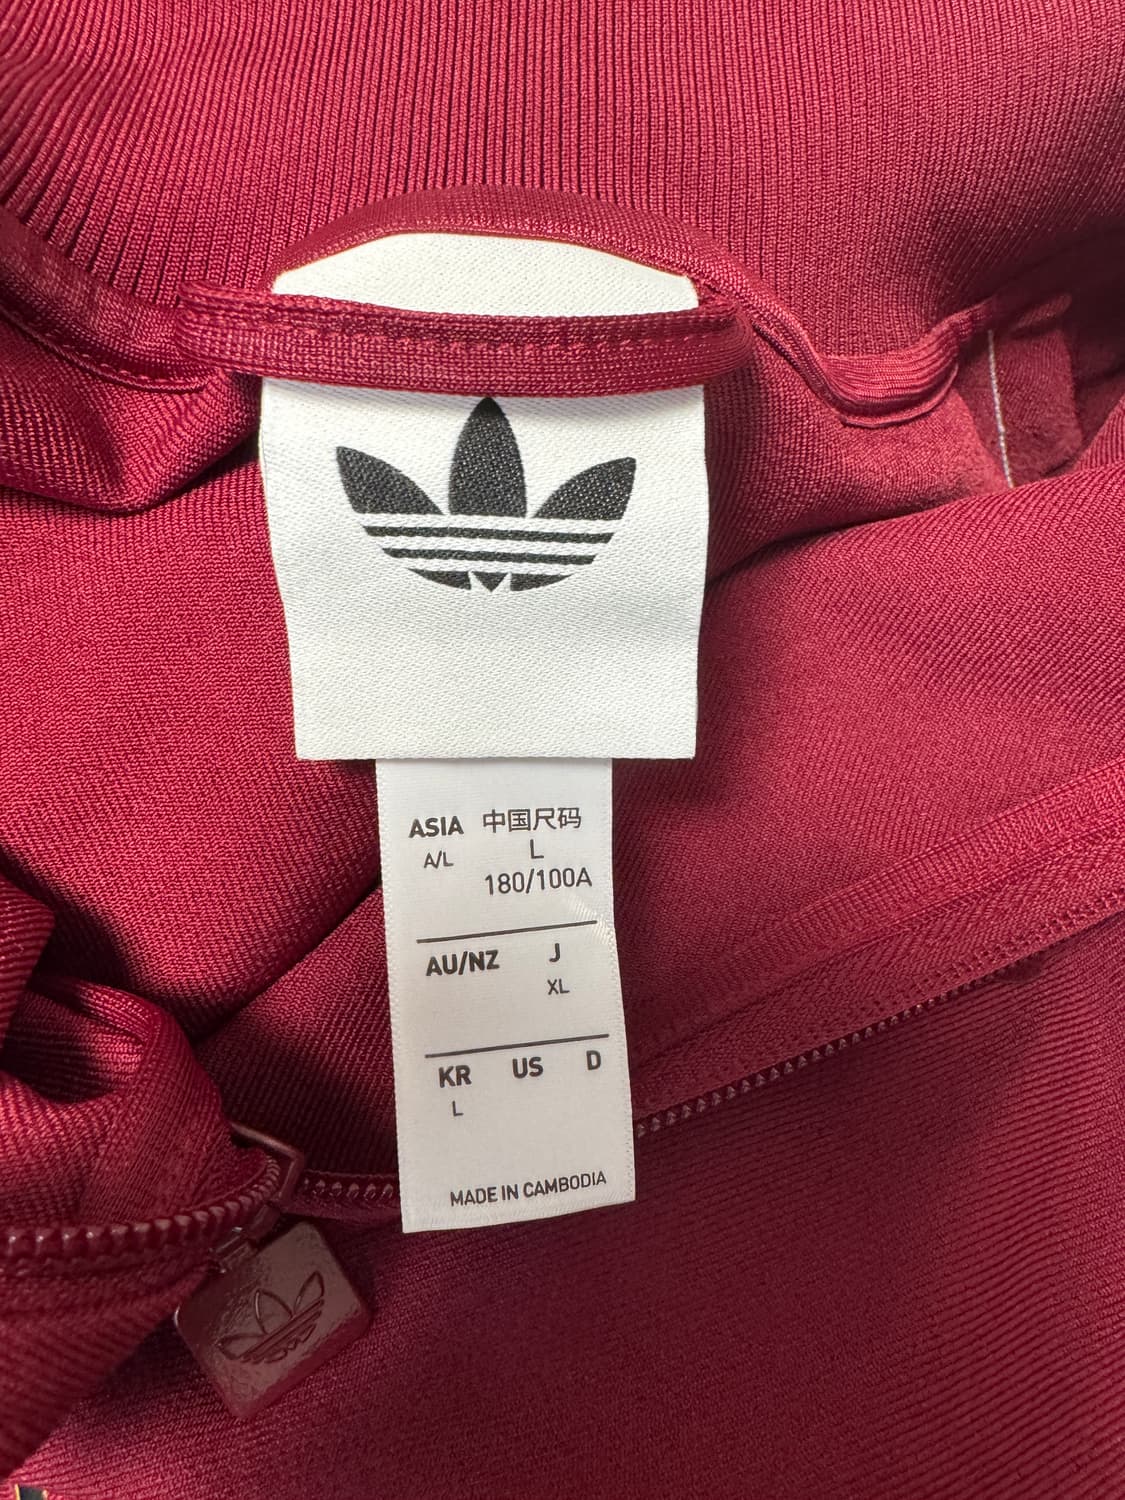 ASIA 中国尺码
A/L L
180/100A
AU/NZ J
XL
KR US D
L
MADE IN CAMBODIA